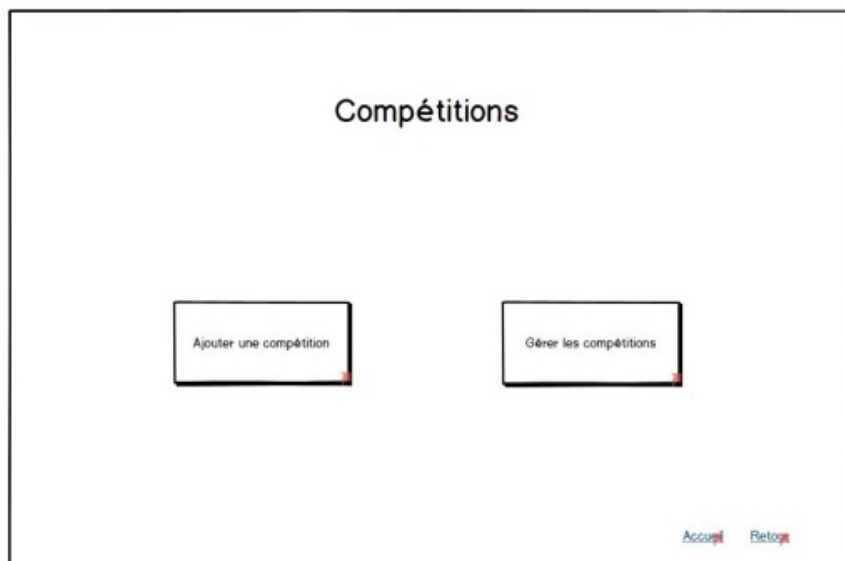 Compétitions
Ajouter une compétition
Gérer les compétitions
Accueil Retour